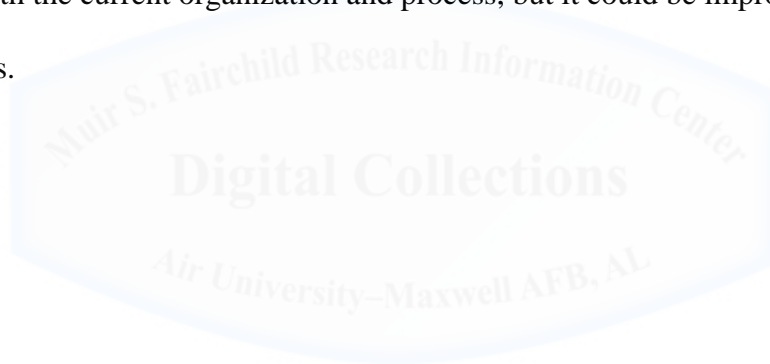 th the current organization and process, but it could be impro
s.
Muir S. Fairchild Research Information Center
Digital Collections
Air University–Maxwell AFB, AL